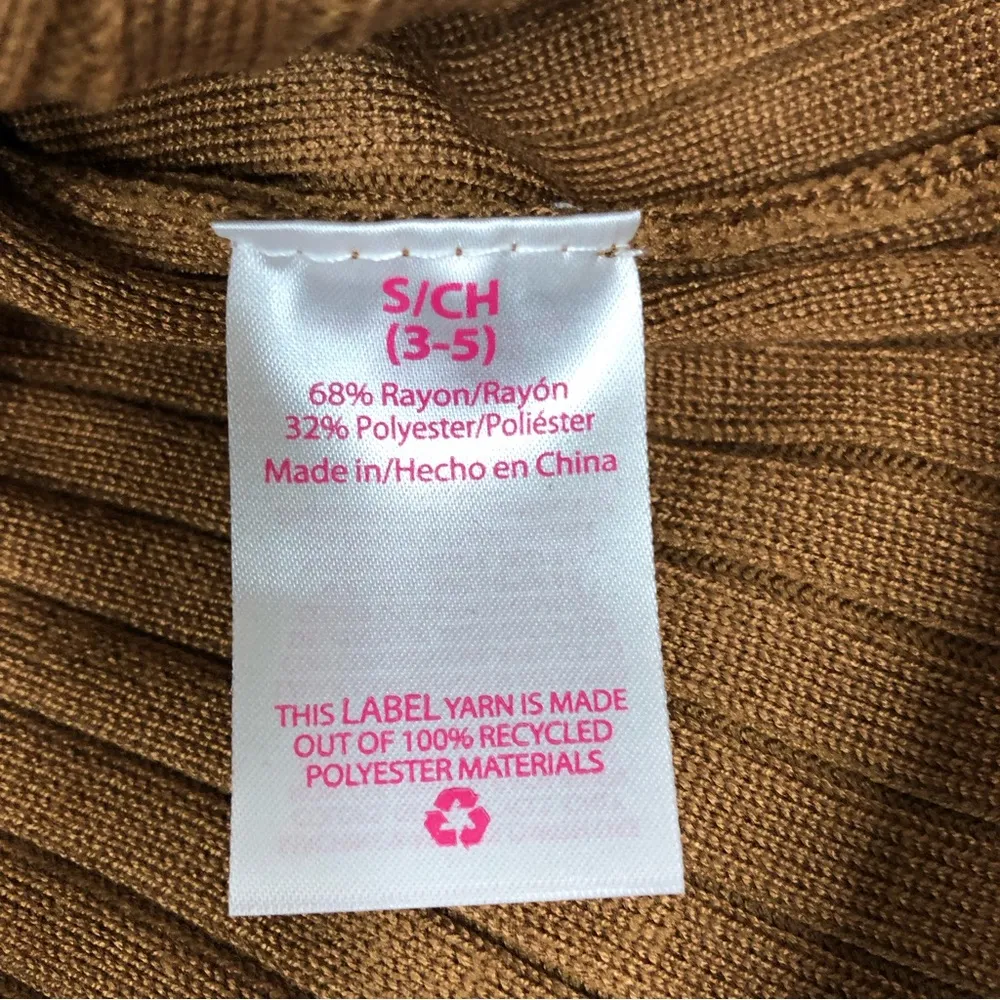 S/CH
(3-5)
68% Rayon/Rayón
32% Polyester/Poliéster
Made in/Hecho en China
THIS LABEL YARN IS MADE
OUT OF 100% RECYCLED
POLYESTER MATERIALS